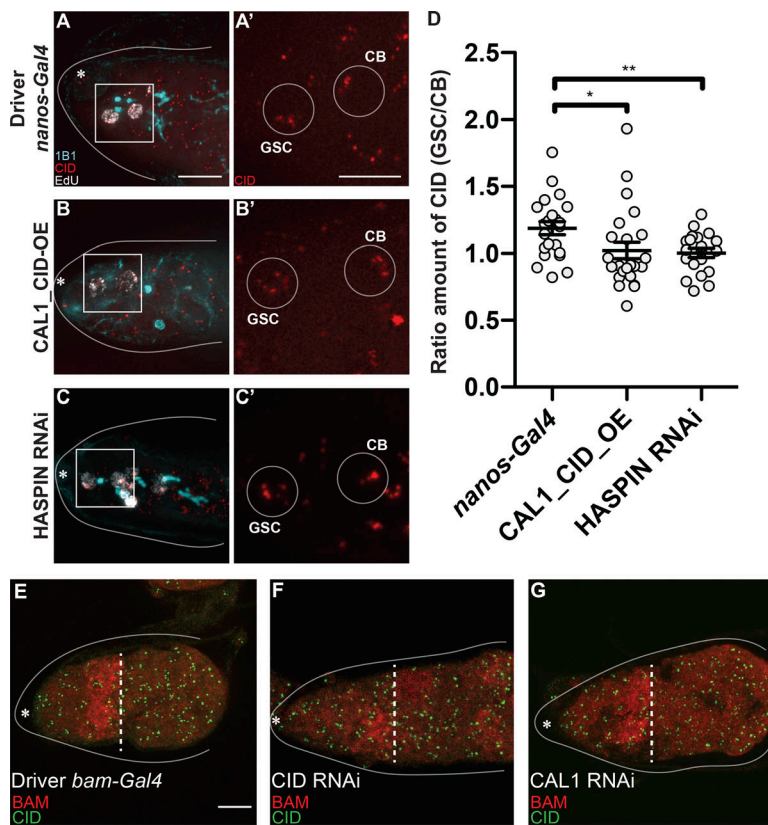 Driver
nanos-Gal4
A
*
1B1
CID
EdU
A'
CB
GSC
CID
CAL1_CID-OE
B
*
B'
CB
GSC
HASPIN RNAi
C
*
C'
CB
GSC
D
Ratio amount of CID (GSC/CB)
2.5
2.0
1.5
1.0
0.5
0.0
**
*
nanos-Gal4
CAL1_CID_OE
HASPIN RNAi
E
*
Driver bam-Gal4
BAM
CID
F
*
CID RNAi
BAM
CID
G
*
CAL1 RNAi
BAM
CID